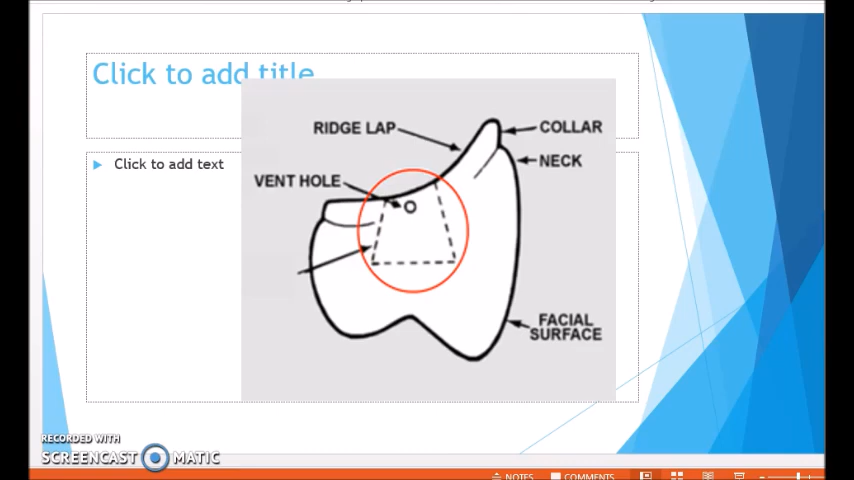 Click to add title
Click to add text
RIDGE LAP
COLLAR
NECK
VENT HOLE
FACIAL
SURFACE
RECORDED WITH
SCREENCAST MATIC
NOTES
COMMENTS